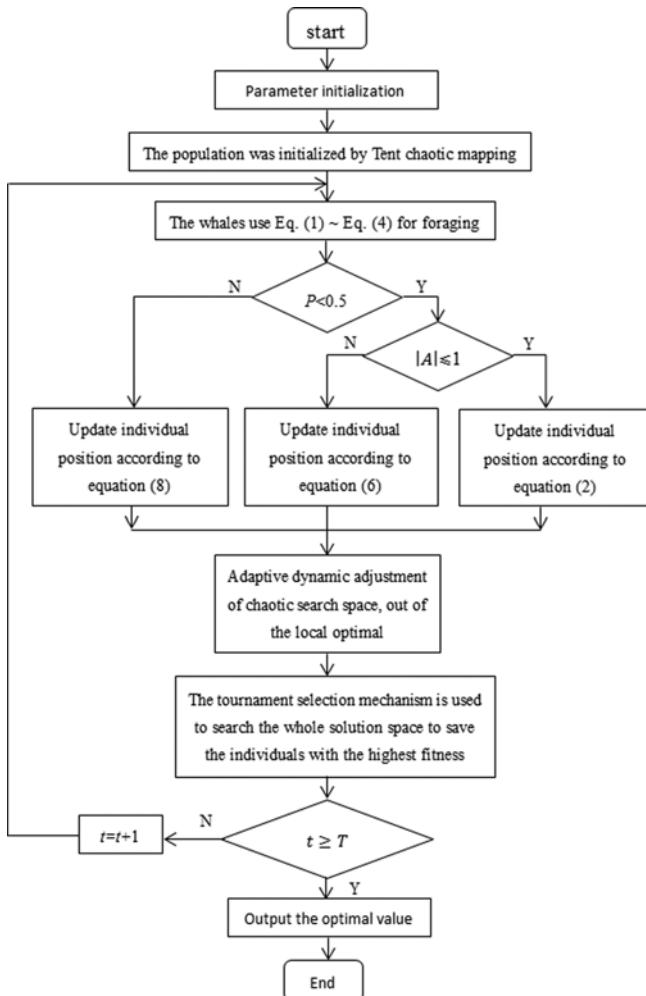 start
Parameter initialization
The population was initialized by Tent chaotic mapping
The whales use Eq. (1) ~ Eq. (4) for foraging
N
P<0.5
Y
N
|A|⩽1
Y
Update individual
position according to
equation (8)
Update individual
position according to
equation (6)
Update individual
position according to
equation (2)
Adaptive dynamic adjustment
of chaotic search space, out of
the local optimal
The tournament selection mechanism is used
to search the whole solution space to save
the individuals with the highest fitness
t=t+1
N
t ≥ T
Y
Output the optimal value
End